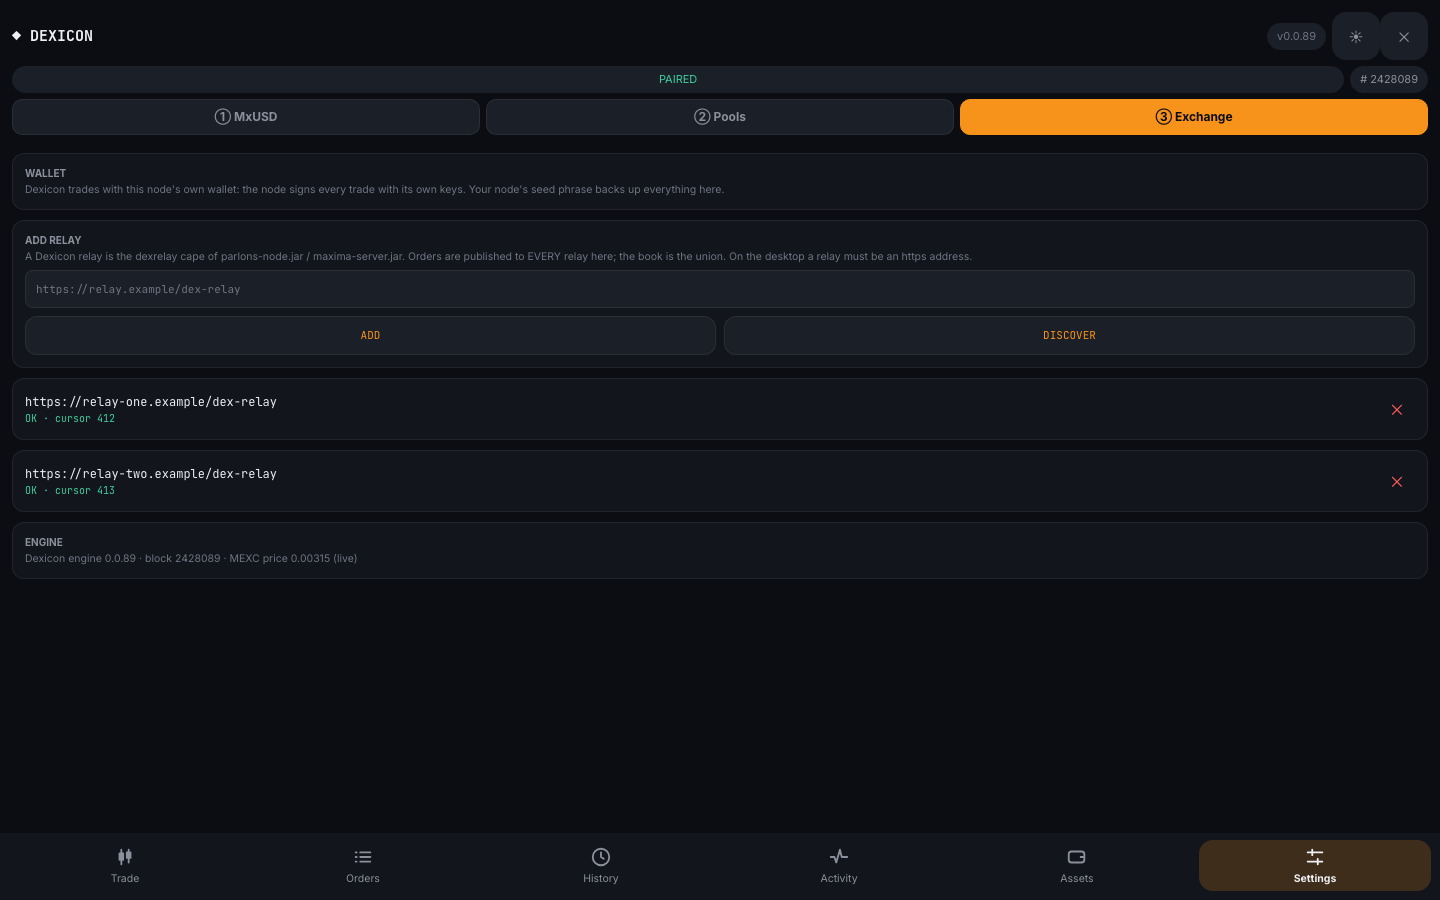 ◆ DEXICON
v0.0.89
PAIRED
# 2428089
① MxUSD
② Pools
③ Exchange
WALLET
Dexicon trades with this node's own wallet: the node signs every trade with its own keys. Your node's seed phrase backs up everything here.
ADD RELAY
A Dexicon relay is the dexrelay cape of parlons-node.jar / maxima-server.jar. Orders are published to EVERY relay here; the book is the union. On the desktop a relay must be an https address.
https://relay.example/dex-relay
ADD
DISCOVER
https://relay-one.example/dex-relay
OK · cursor 412
https://relay-two.example/dex-relay
OK · cursor 413
ENGINE
Dexicon engine 0.0.89 · block 2428089 · MEXC price 0.00315 (live)
Trade
Orders
History
Activity
Assets
Settings